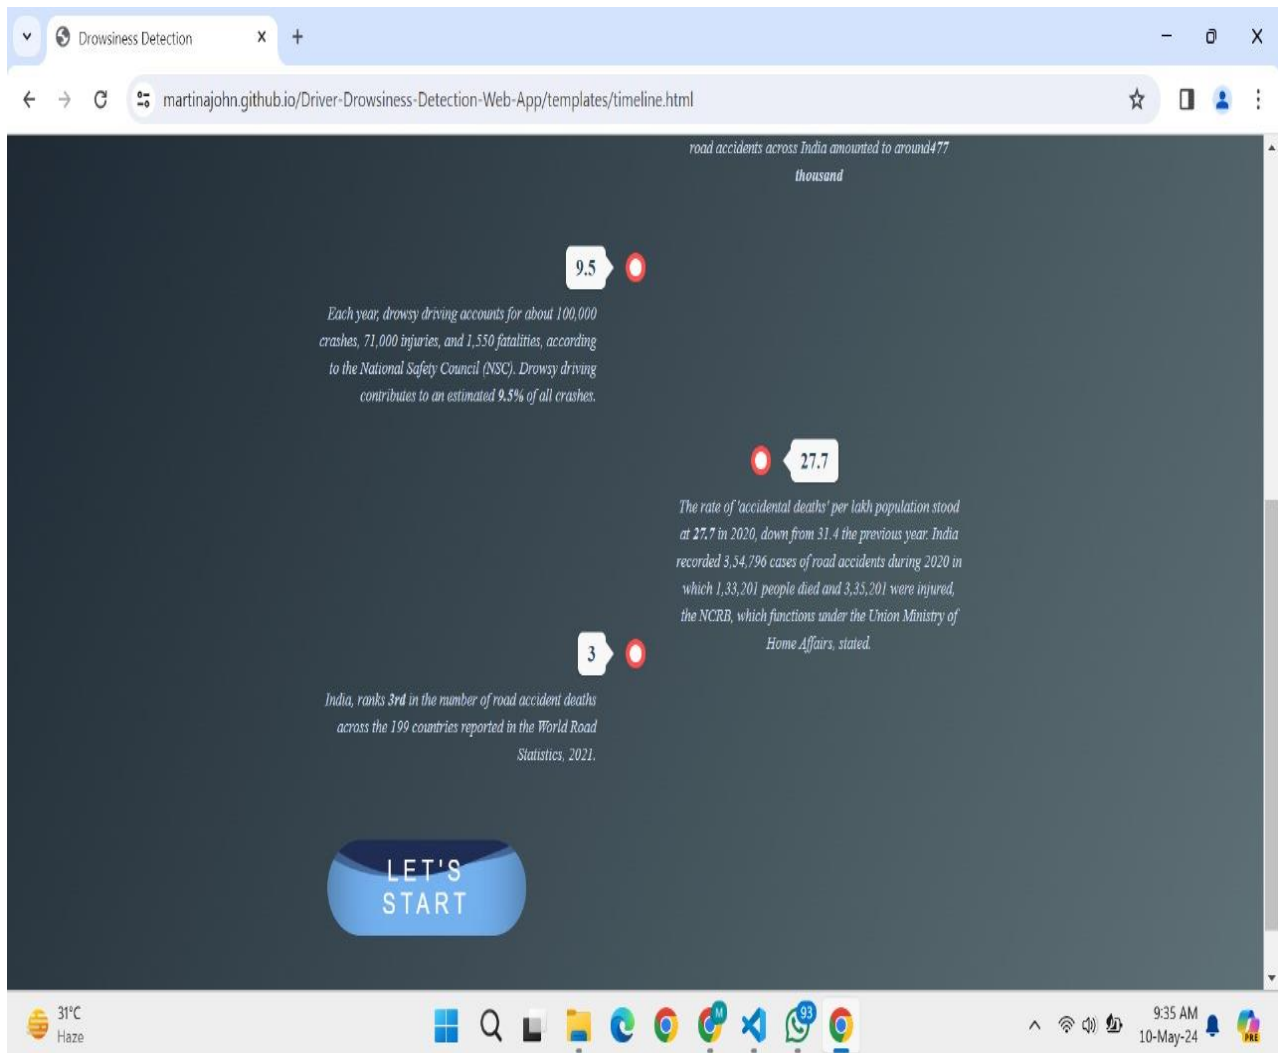 Drowsiness Detection
martinajohn.github.io/Driver-Drowsiness-Detection-Web-App/templates/timeline.html
road accidents across India amounted to around477
thousand
9.5
Each year, drowsy driving accounts for about 100,000
crashes, 71,000 injuries, and 1,550 fatalities, according
to the National Safety Council (NSC). Drowsy driving
contributes to an estimated 9.5% of all crashes.
27.7
The rate of 'accidental deaths' per lakh population stood
at 27.7 in 2020, down from 31.4 the previous year. India
recorded 3,54,796 cases of road accidents during 2020 in
which 1,33,201 people died and 3,35,201 were injured,
the NCRB, which functions under the Union Ministry of
Home Affairs, stated.
3
India, ranks 3rd in the number of road accident deaths
across the 199 countries reported in the World Road
Statistics, 2021.
LET'S
START
31°C
Haze
M
93
9:35 AM
10-May-24
PRE